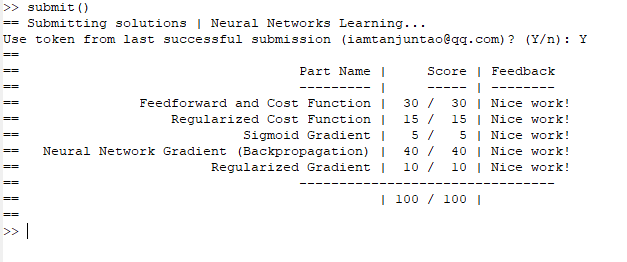 >> submit()
== Submitting solutions | Neural Networks Learning...
Use token from last successful submission (iamtanjuntao@qq.com)? (Y/n): Y
==
==                                   Part Name |     Score | Feedback
==                                   --------- |     ----- | --------
==               Feedforward and Cost Function |  30 /  30 | Nice work!
==                   Regularized Cost Function |  15 /  15 | Nice work!
==                            Sigmoid Gradient |   5 /   5 | Nice work!
==   Neural Network Gradient (Backpropagation) |  40 /  40 | Nice work!
==                        Regularized Gradient |  10 /  10 | Nice work!
==                                   --------------------------------
==                                             | 100 / 100 |
==
>>